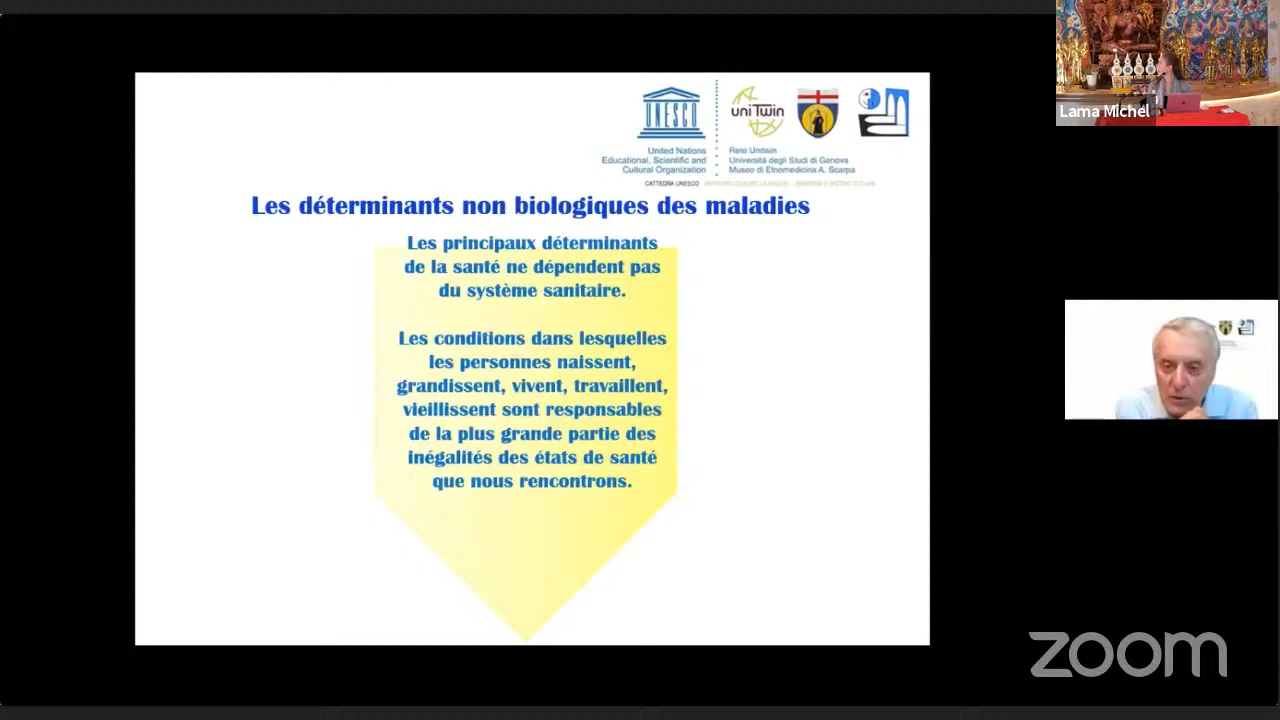 Lama Michel
UNESCO
uniTwin
United Nations
Educational, Scientific and
Cultural Organization
Rete Unitwin
Università degli Studi di Genova
Museo di Etnomedicina A. Scarpa
CATTEDRA UNESCO
Les déterminants non biologiques des maladies
Les principaux déterminants
de la santé ne dépendent pas
du système sanitaire.
Les conditions dans lesquelles
les personnes naissent,
grandissent, vivent, travaillent,
vieillissent sont responsables
de la plus grande partie des
inégalités des états de santé
que nous rencontrons.
zoom